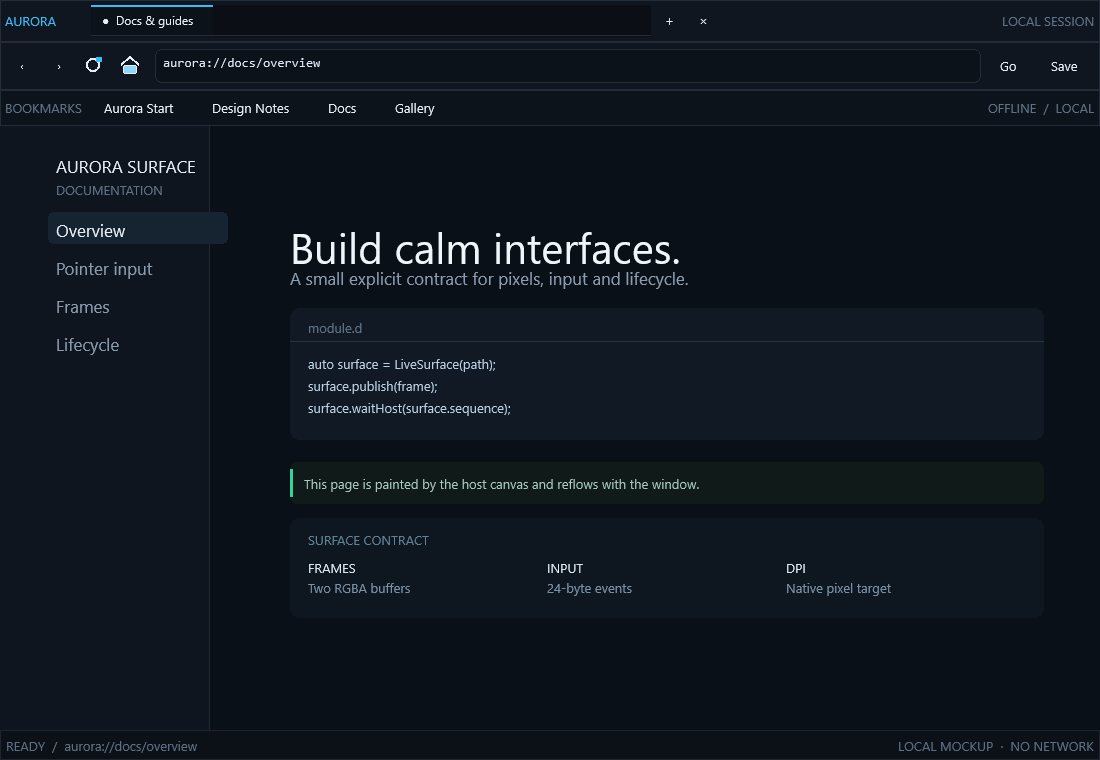 AURORA
● Docs & guides
+
×
LOCAL SESSION
‹
›
aurora://docs/overview
Go
Save
BOOKMARKS
Aurora Start
Design Notes
Docs
Gallery
OFFLINE / LOCAL
AURORA SURFACE
DOCUMENTATION
Overview
Pointer input
Frames
Lifecycle
Build calm interfaces.
A small explicit contract for pixels, input and lifecycle.
module.d
auto surface = LiveSurface(path);
surface.publish(frame);
surface.waitHost(surface.sequence);
This page is painted by the host canvas and reflows with the window.
SURFACE CONTRACT
FRAMES
Two RGBA buffers
INPUT
24-byte events
DPI
Native pixel target
READY / aurora://docs/overview
LOCAL MOCKUP · NO NETWORK